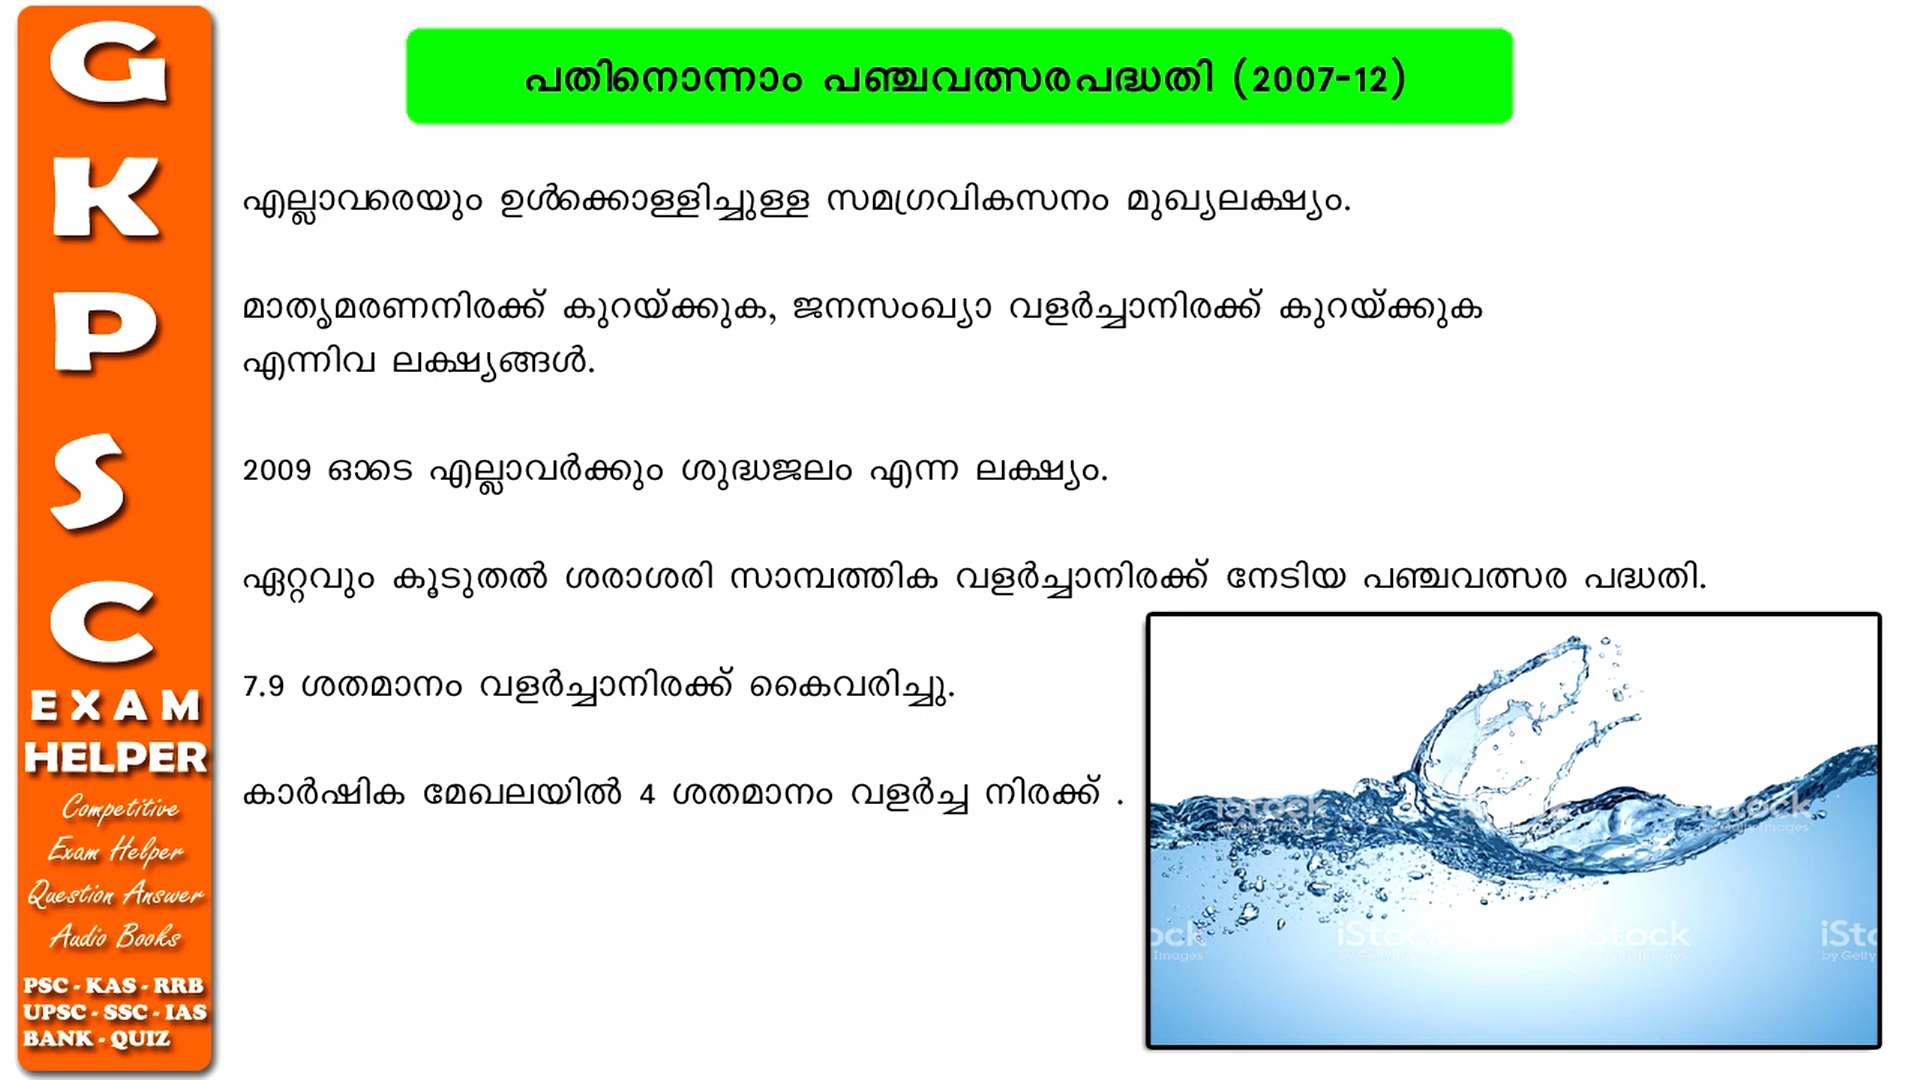 G
K
P
S
C
EXAM
HELPER
Competitive
Exam Helper
Question Answer
Audio Books
PSC - KAS - RRB
UPSC - SSC - IAS
BANK - QUIZ
പതിനൊന്നാം പഞ്ചവത്സരപദ്ധതി (2007-12)
എല്ലാവരെയും ഉൾക്കൊള്ളിച്ചുള്ള സമഗ്രവികസനം മുഖ്യലക്ഷ്യം.
മാതൃമരണനിരക്ക് കുറയ്ക്കുക, ജനസംഖ്യാ വളർച്ചാനിരക്ക് കുറയ്ക്കുക
എന്നിവ ലക്ഷ്യങ്ങൾ.
2009 ഓടെ എല്ലാവർക്കും ശുദ്ധജലം എന്ന ലക്ഷ്യം.
ഏറ്റവും കൂടുതൽ ശരാശരി സാമ്പത്തിക വളർച്ചാനിരക്ക് നേടിയ പഞ്ചവത്സര പദ്ധതി.
7.9 ശതമാനം വളർച്ചാനിരക്ക് കൈവരിച്ചു.
കാർഷിക മേഖലയിൽ 4 ശതമാനം വളർച്ച നിരക്ക് .
iStock
iStock
iStock